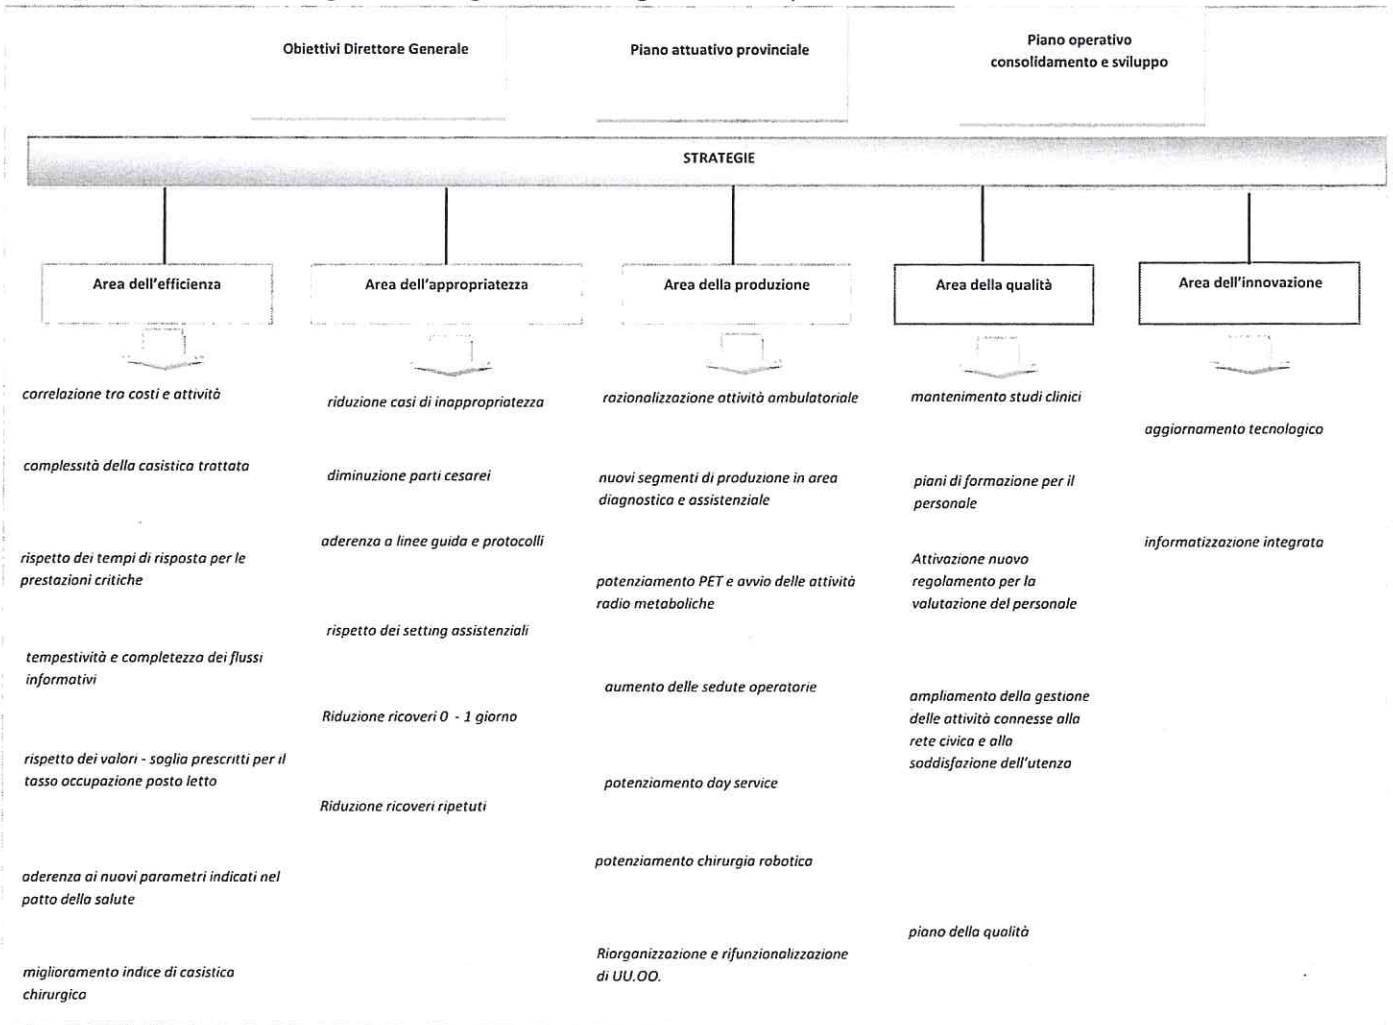 Obiettivi Direttore Generale
Piano attuativo provinciale
Piano operativo
consolidamento e sviluppo
STRATEGIE
Area dell'efficienza
Area dell'appropriatezza
Area della produzione
Area della qualità
Area dell'innovazione
correlazione tra costi e attività
complessità della casistica trattata
rispetto dei tempi di risposta per le
prestazioni critiche
tempestività e completezza dei flussi
informativi
rispetto dei valori - soglia prescritti per il
tasso occupazione posto letto
aderenza ai nuovi parametri indicati nel
patto della salute
miglioramento indice di casistica
chirurgica
riduzione casi di inappropriatezza
diminuzione parti cesarei
aderenza a linee guida e protocolli
rispetto dei setting assistenziali
Riduzione ricoveri 0 - 1 giorno
Riduzione ricoveri ripetuti
razionalizzazione attività ambulatoriale
nuovi segmenti di produzione in area
diagnostica e assistenziale
potenziamento PET e avvio delle attività
radio metaboliche
aumento delle sedute operatorie
potenziamento day service
potenziamento chirurgia robotica
Riorganizzazione e rifunzionalizzazione
di UU.OO.
mantenimento studi clinici
piani di formazione per il
personale
Attivazione nuovo
regolamento per la
valutazione del personale
ampliamento della gestione
delle attività connesse alla
rete civica e alla
soddisfazione dell'utenza
piano della qualità
aggiornamento tecnologico
informatizzazione integrata